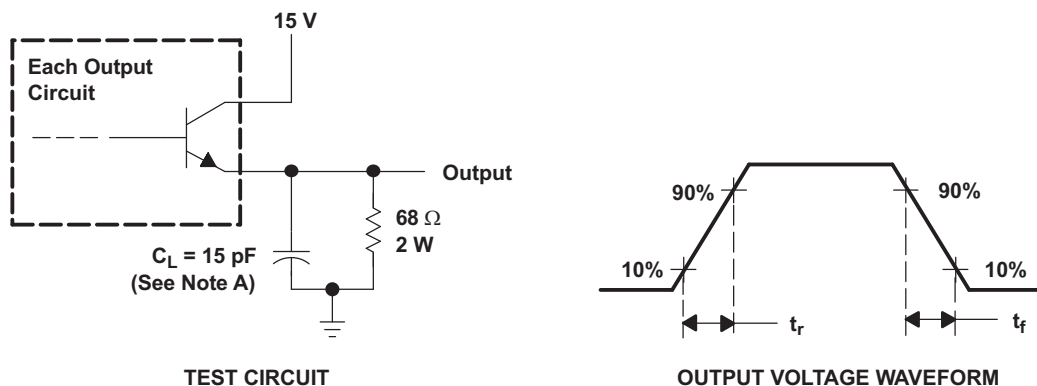 15 V
Each Output
Circuit
Output
68 Ω
2 W
C_L = 15 pF
(See Note A)
TEST CIRCUIT
90%
90%
10%
10%
t_r
t_f
OUTPUT VOLTAGE WAVEFORM